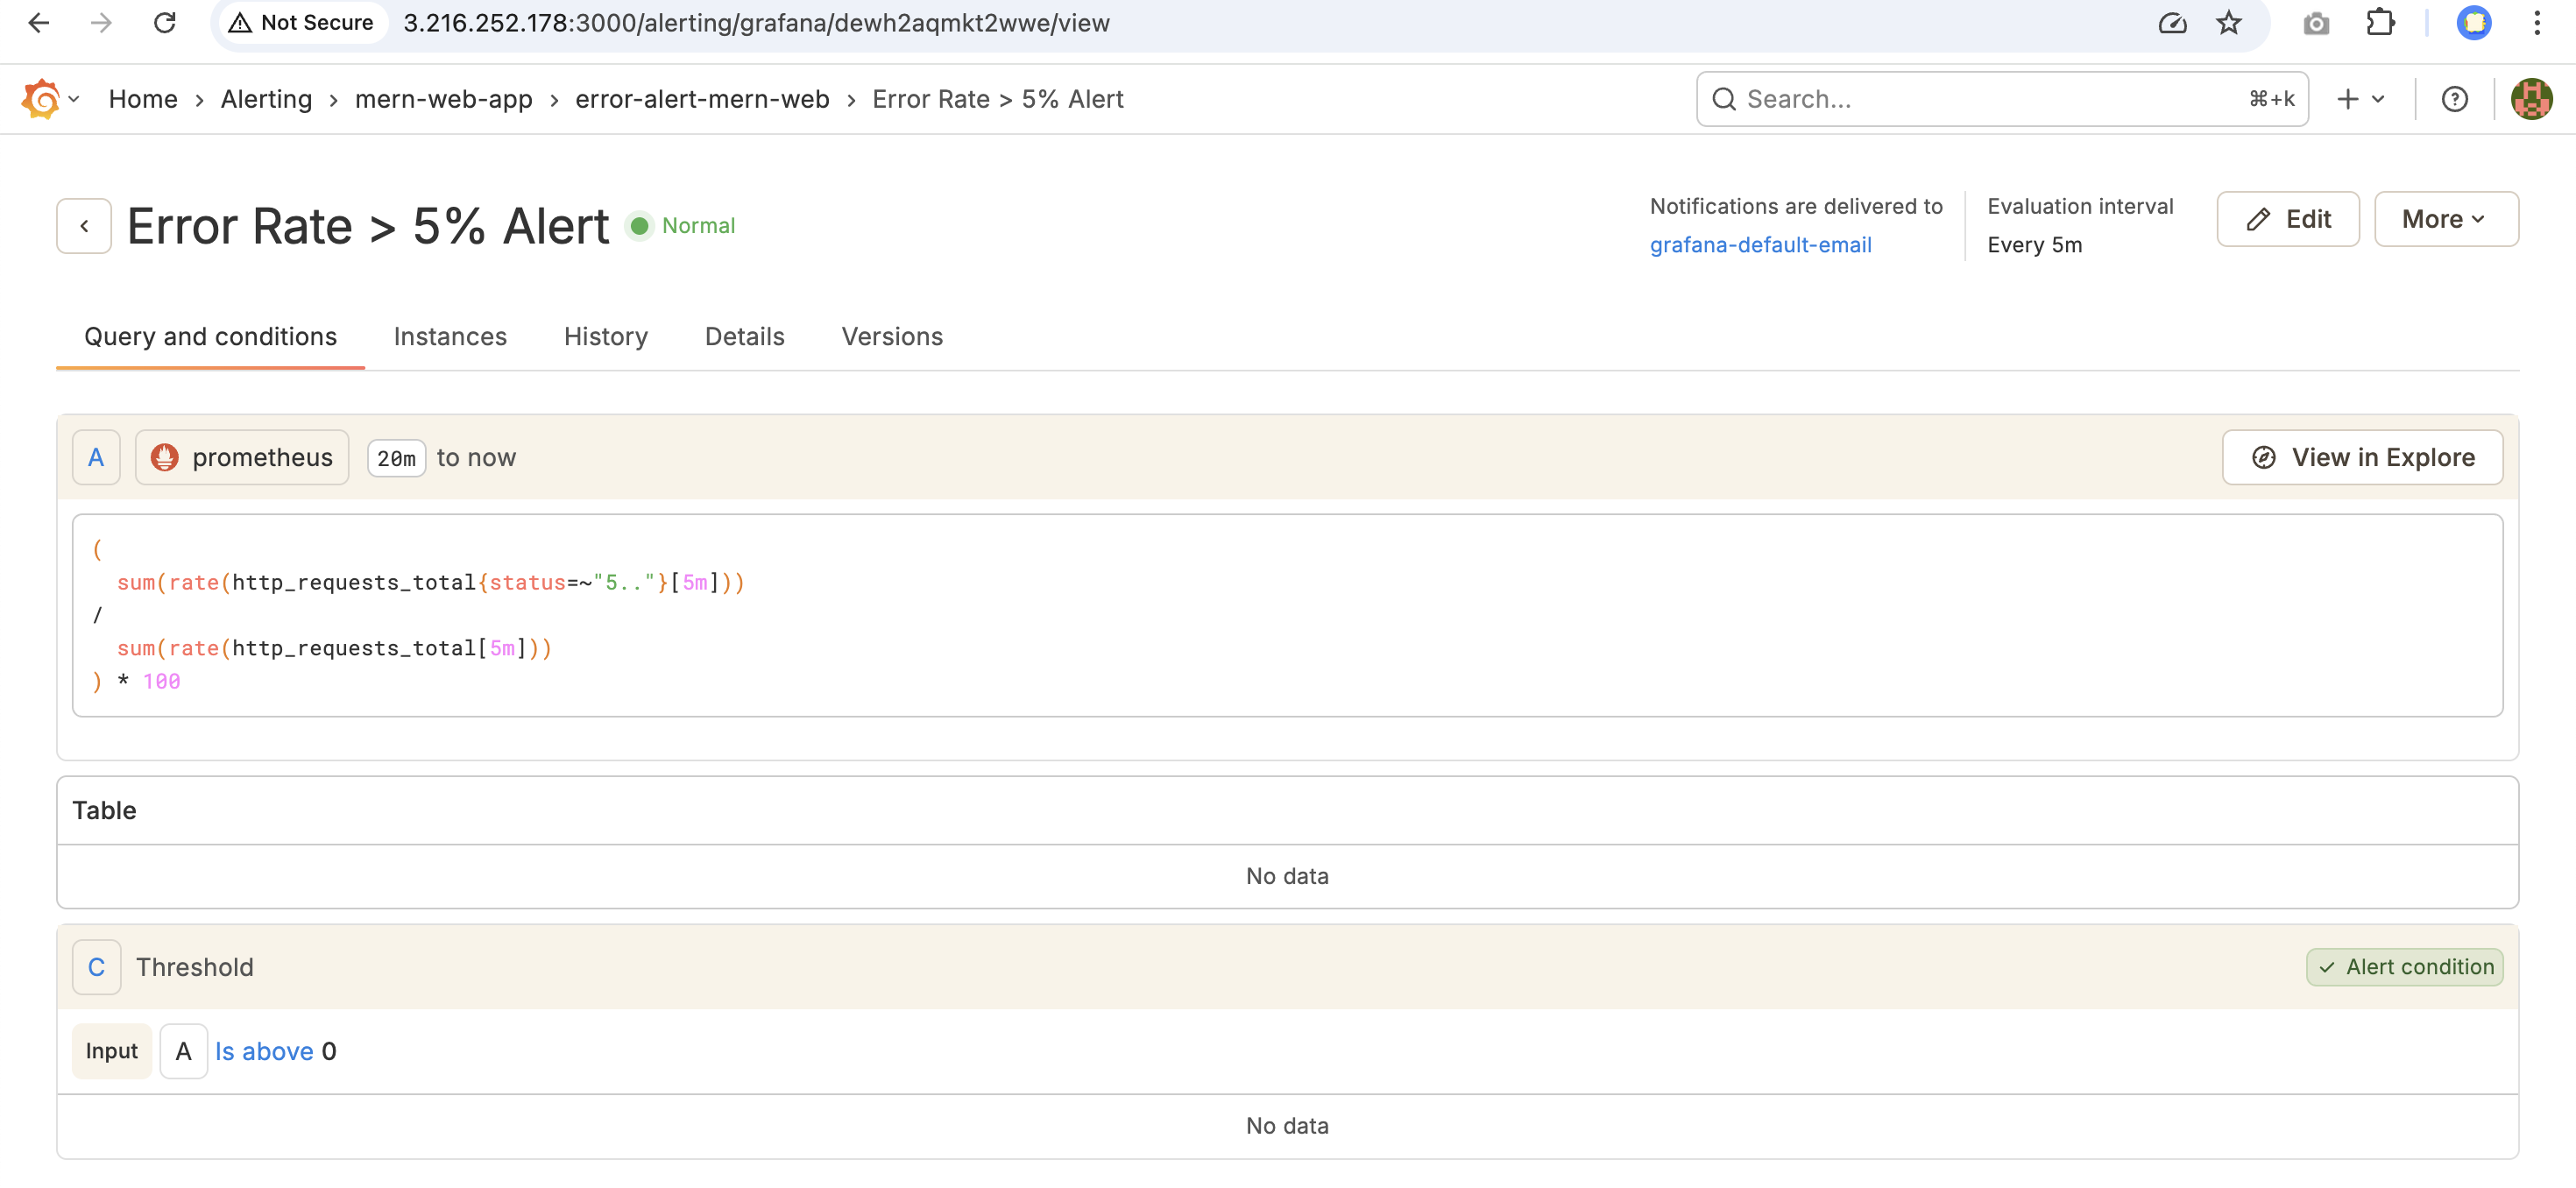 Not Secure 3.216.252.178:3000/alerting/grafana/dewh2aqmkt2wwe/view
Home › Alerting › mern-web-app › error-alert-mern-web › Error Rate > 5% Alert Search... ⌘+k
Error Rate > 5% Alert Normal
Notifications are delivered to
grafana-default-email
Evaluation interval
Every 5m
Edit More
Query and conditions Instances History Details Versions
A prometheus 20m to now View in Explore
(
sum(rate(http_requests_total{status=~"5.."}[5m]))
/
sum(rate(http_requests_total[5m]))
) * 100
Table
No data
C Threshold Alert condition
Input A Is above 0
No data